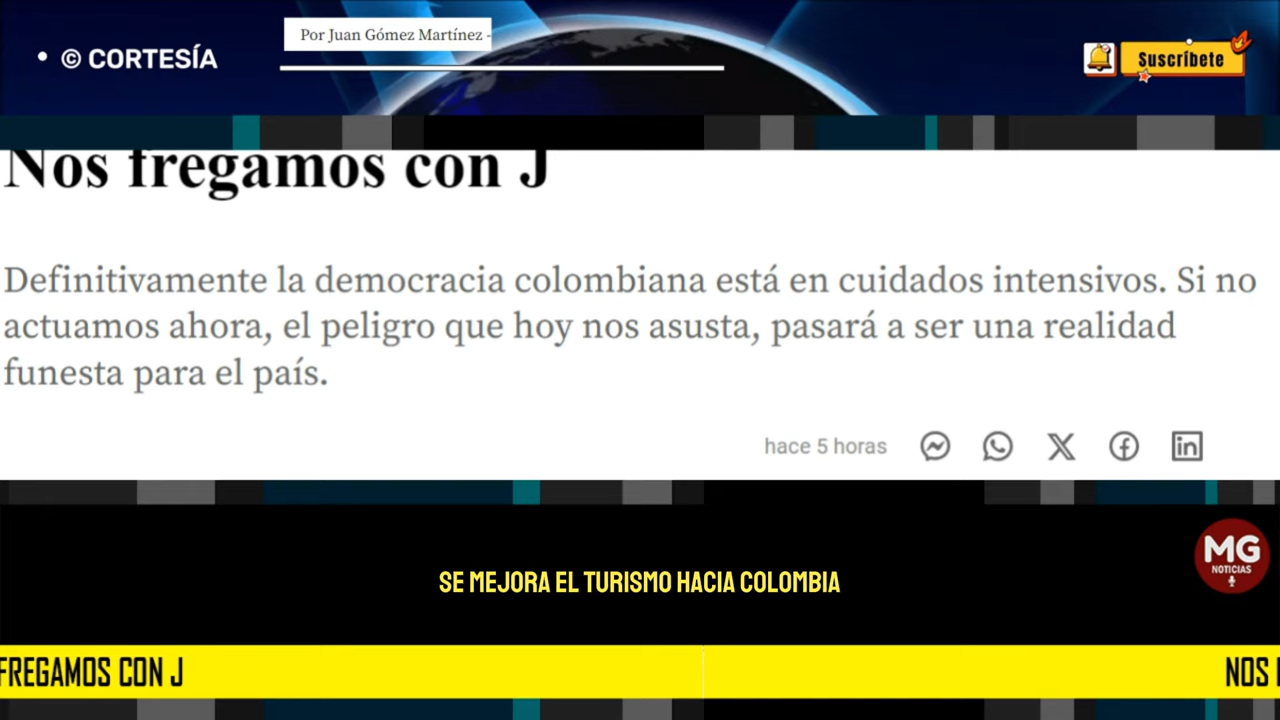 Por Juan Gómez Martínez -
• © CORTESÍA
Suscríbete
Nos fregamos con J
Definitivamente la democracia colombiana está en cuidados intensivos. Si no
actuamos ahora, el peligro que hoy nos asusta, pasará a ser una realidad
funesta para el país.
hace 5 horas
MG
NOTICIAS
SE MEJORA EL TURISMO HACIA COLOMBIA
FREGAMOS CON J
NOS